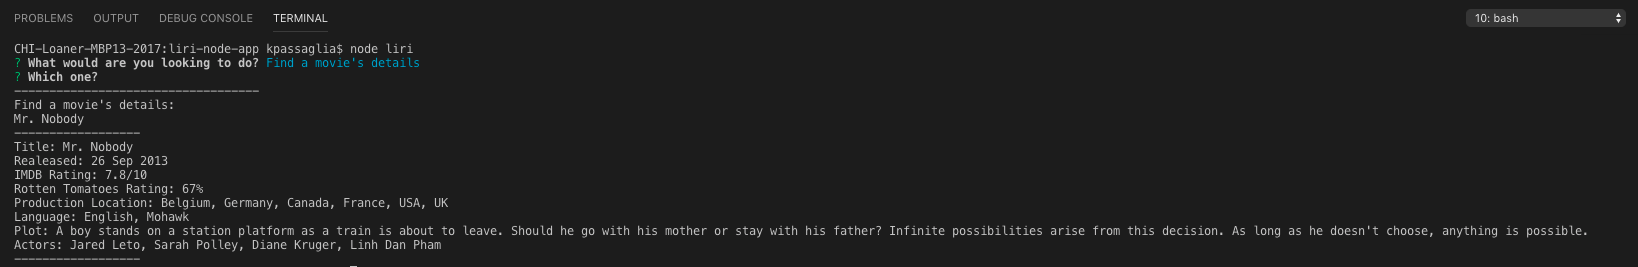 PROBLEMS OUTPUT DEBUG CONSOLE TERMINAL 10: bash
CHI-Loaner-MBP13-2017:liri-node-app kpassaglia$ node liri
? What would are you looking to do? Find a movie's details
? Which one?
-----------------------------------
Find a movie's details:
Mr. Nobody
------------------
Title: Mr. Nobody
Realeased: 26 Sep 2013
IMDB Rating: 7.8/10
Rotten Tomatoes Rating: 67%
Production Location: Belgium, Germany, Canada, France, USA, UK
Language: English, Mohawk
Plot: A boy stands on a station platform as a train is about to leave. Should he go with his mother or stay with his father? Infinite possibilities arise from this decision. As long as he doesn't choose, anything is possible.
Actors: Jared Leto, Sarah Polley, Diane Kruger, Linh Dan Pham
------------------